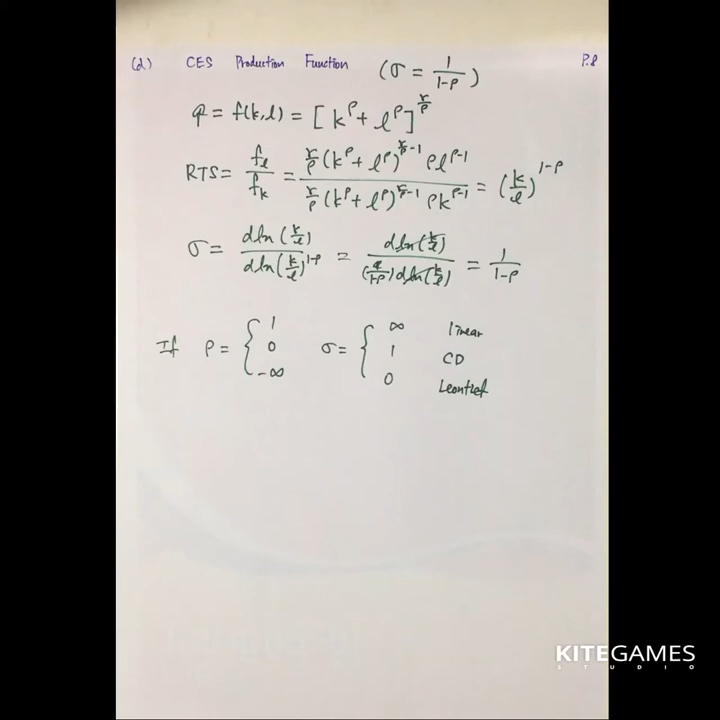 (d) CES Production Function (σ = 1/(1-ρ)) P.8
q = f(k,l) = [k^ρ + l^ρ]^(γ/ρ)
RTS = f_l/f_k = (γ/ρ (k^ρ + l^ρ)^(γ/ρ -1) ρl^(ρ-1))/(γ/ρ (k^ρ + l^ρ)^(γ/ρ -1) ρk^(ρ-1)) = (k/l)^(1-ρ)
σ = dln(k/l)/dln(k/l)^(1-ρ) = dln(k/l)/((1-ρ)dln(k/l)) = 1/(1-ρ)
If ρ = { 1 σ = { ∞ linear
0 1 CD
-∞ 0 Leontief
KITEGAMES
STUDIO